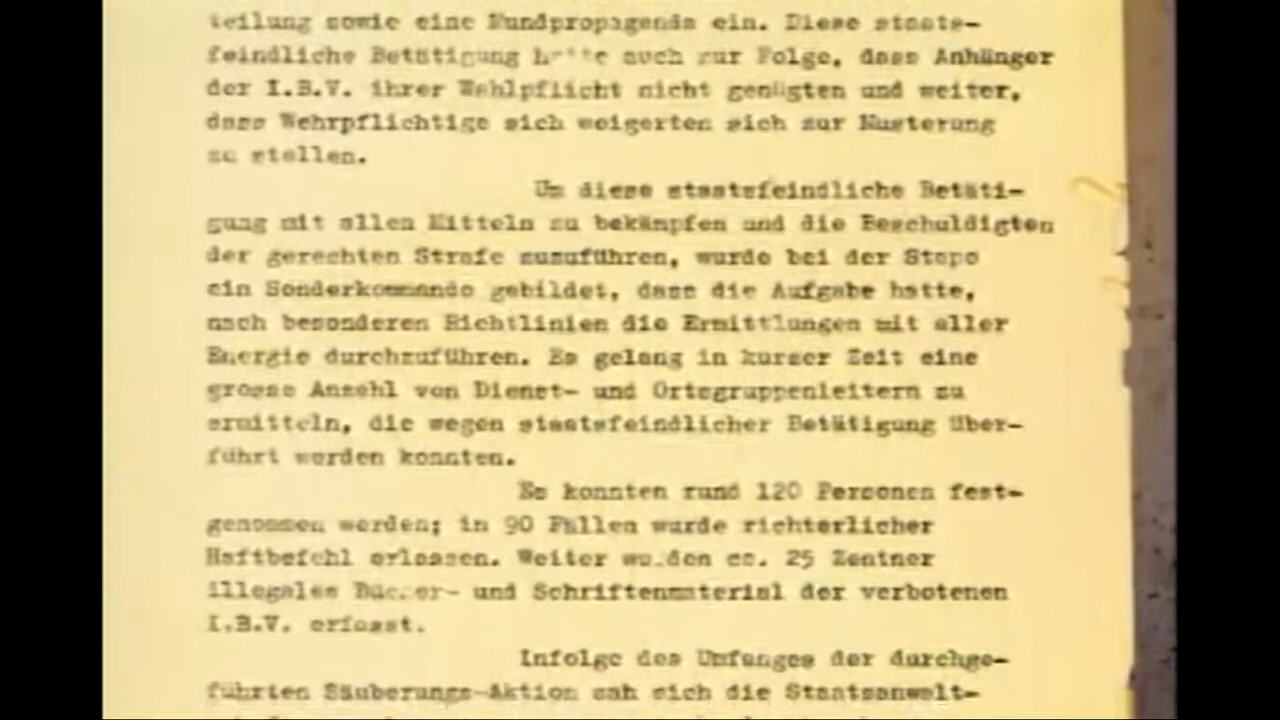 teilung sowie eine Mundpropaganda ein. Diese staats-
feindliche Betätigung hatte auch zur Folge, dass Anhänger
der I.B.V. ihrer Wahlpflicht nicht genügten und weiter,
dass Wehrpflichtige sich weigerten sich zur Musterung
zu stellen.
Um diese staatsfeindliche Betäti-
gung mit allen Mitteln zu bekämpfen und die Beschuldigten
der gerechten Strafe zuzuführen, wurde bei der Stapo
ein Sonderkommando gebildet, dass die Aufgabe hatte,
nach besonderen Richtlinien die Ermittlungen mit aller
Energie durchzuführen. Es gelang in kurzer Zeit eine
grosse Anzahl von Dienst- und Ortsgruppenleitern zu
ermitteln, die wegen staatsfeindlicher Betätigung über-
führt werden konnten.
Es konnten rund 120 Personen fest-
genommen werden; in 90 Fällen wurde richterlicher
Haftbefehl erlassen. Weiter wurden ca. 25 Zentner
illegales Bücher- und Schriftenmaterial der verbotenen
I.B.V. erfasst.
Infolge des Umfanges der durchge-
führten Säuberungs-Aktion sah sich die Staatsanwalt-